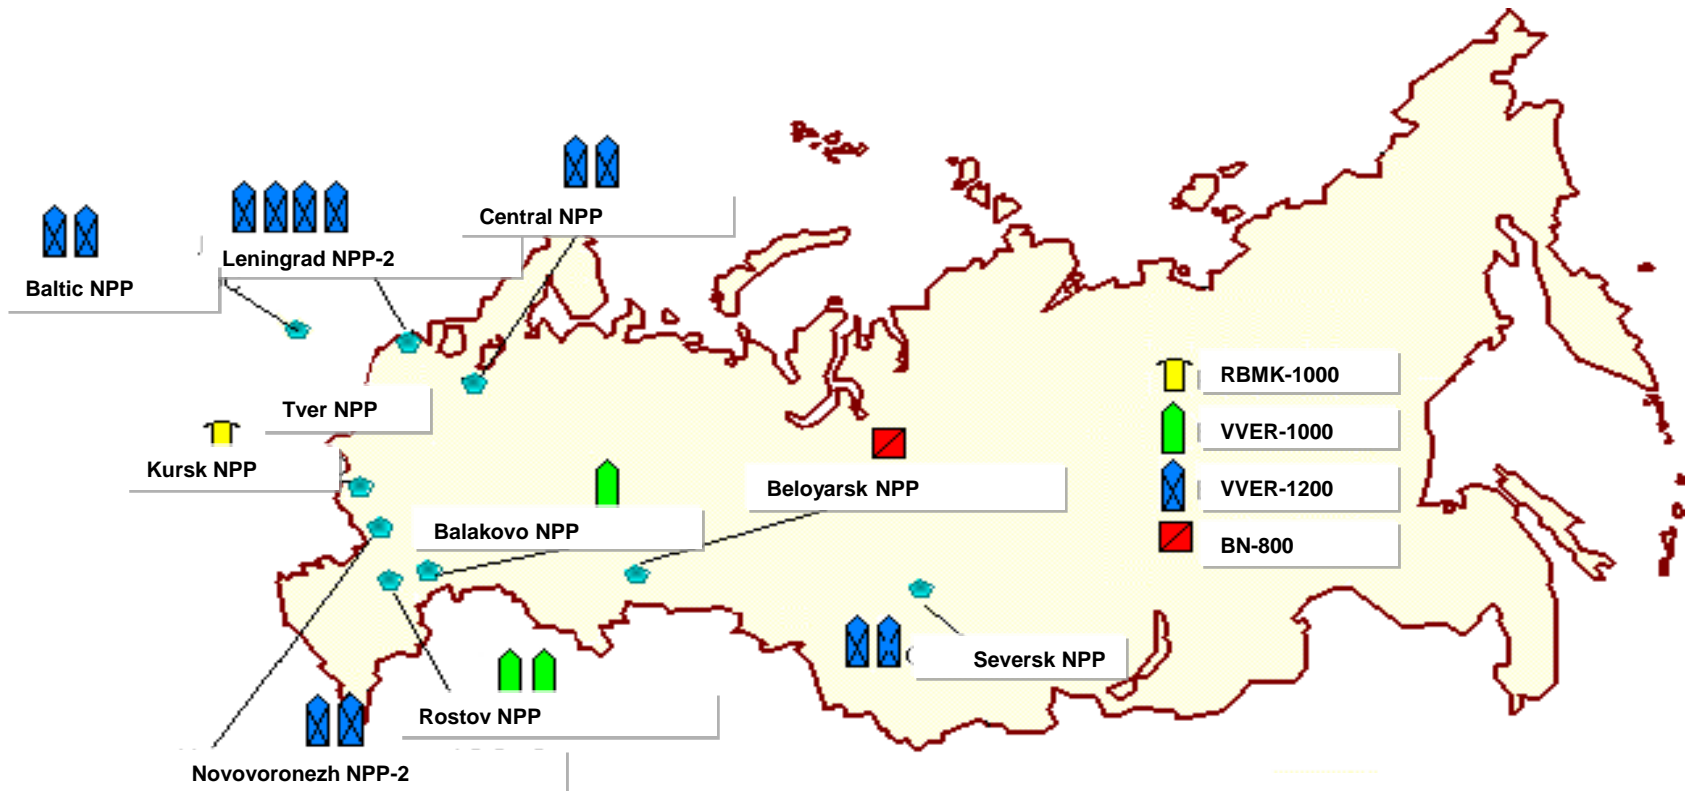 Central NPP
Leningrad NPP-2
Baltic NPP
Tver NPP
Kursk NPP
Balakovo NPP
Beloyarsk NPP
Seversk NPP
Rostov NPP
Novovoronezh NPP-2
RBMK-1000
VVER-1000
VVER-1200
BN-800